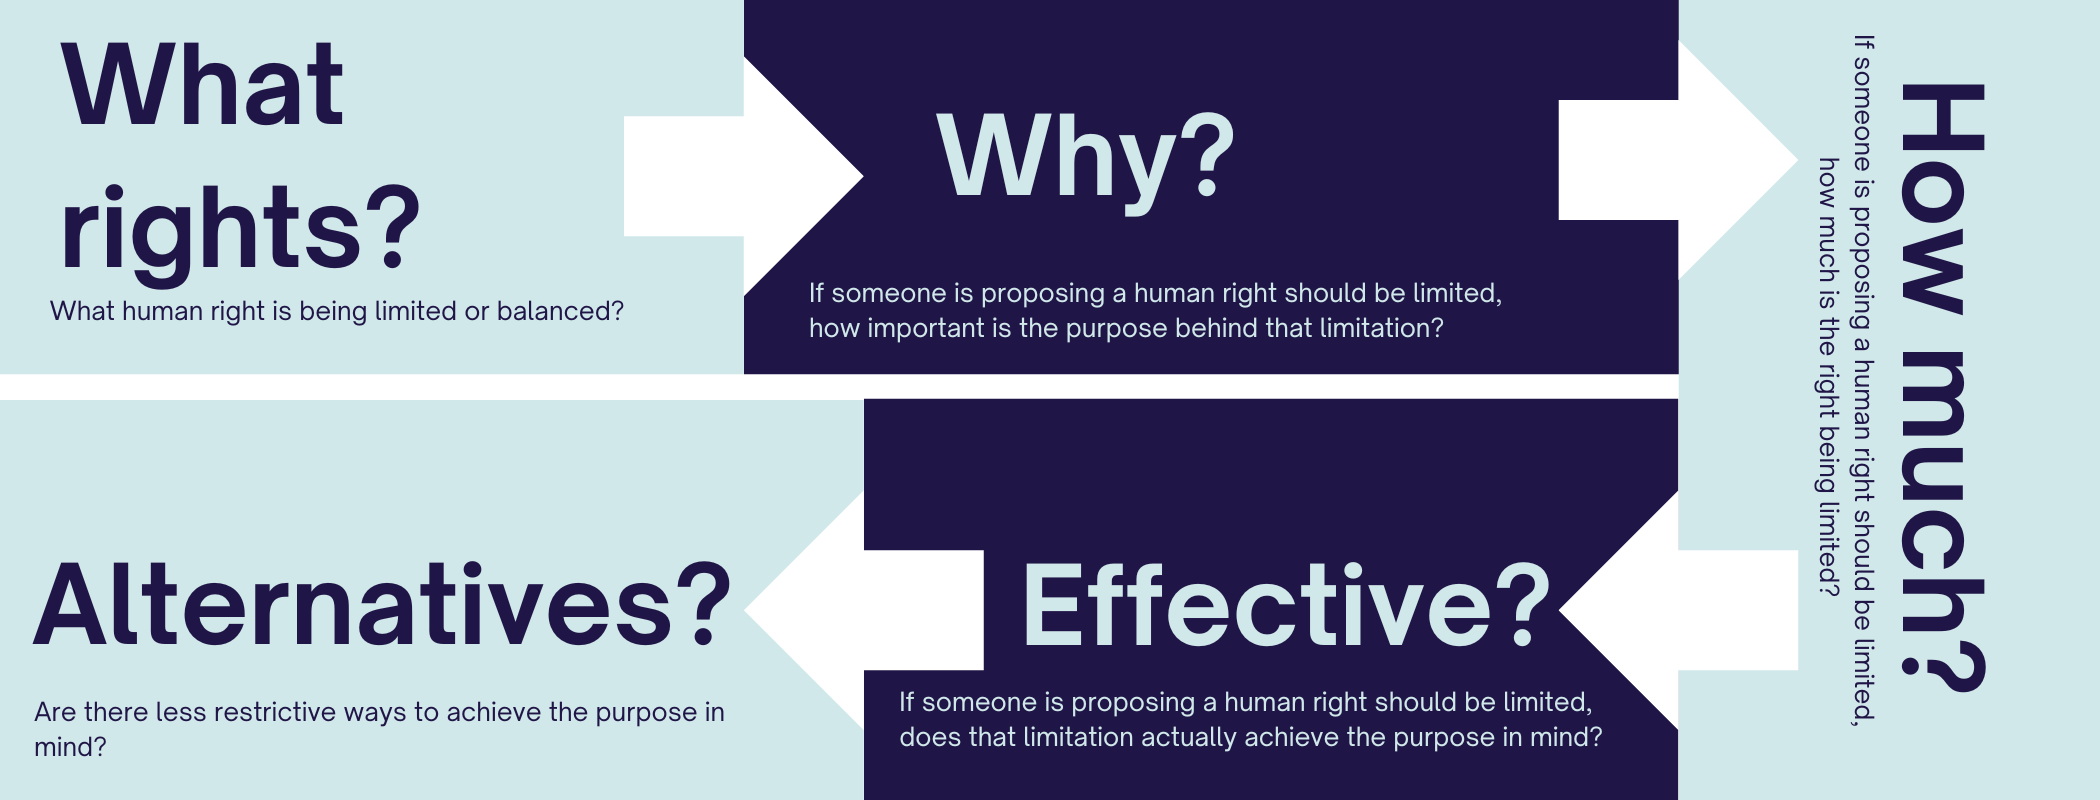 What
rights?
What human right is being limited or balanced?
Why?
If someone is proposing a human right should be limited,
how important is the purpose behind that limitation?
How much?
If someone is proposing a human right should be limited,
how much is the right being limited?
Effective?
If someone is proposing a human right should be limited,
does that limitation actually achieve the purpose in mind?
Alternatives?
Are there less restrictive ways to achieve the purpose in
mind?